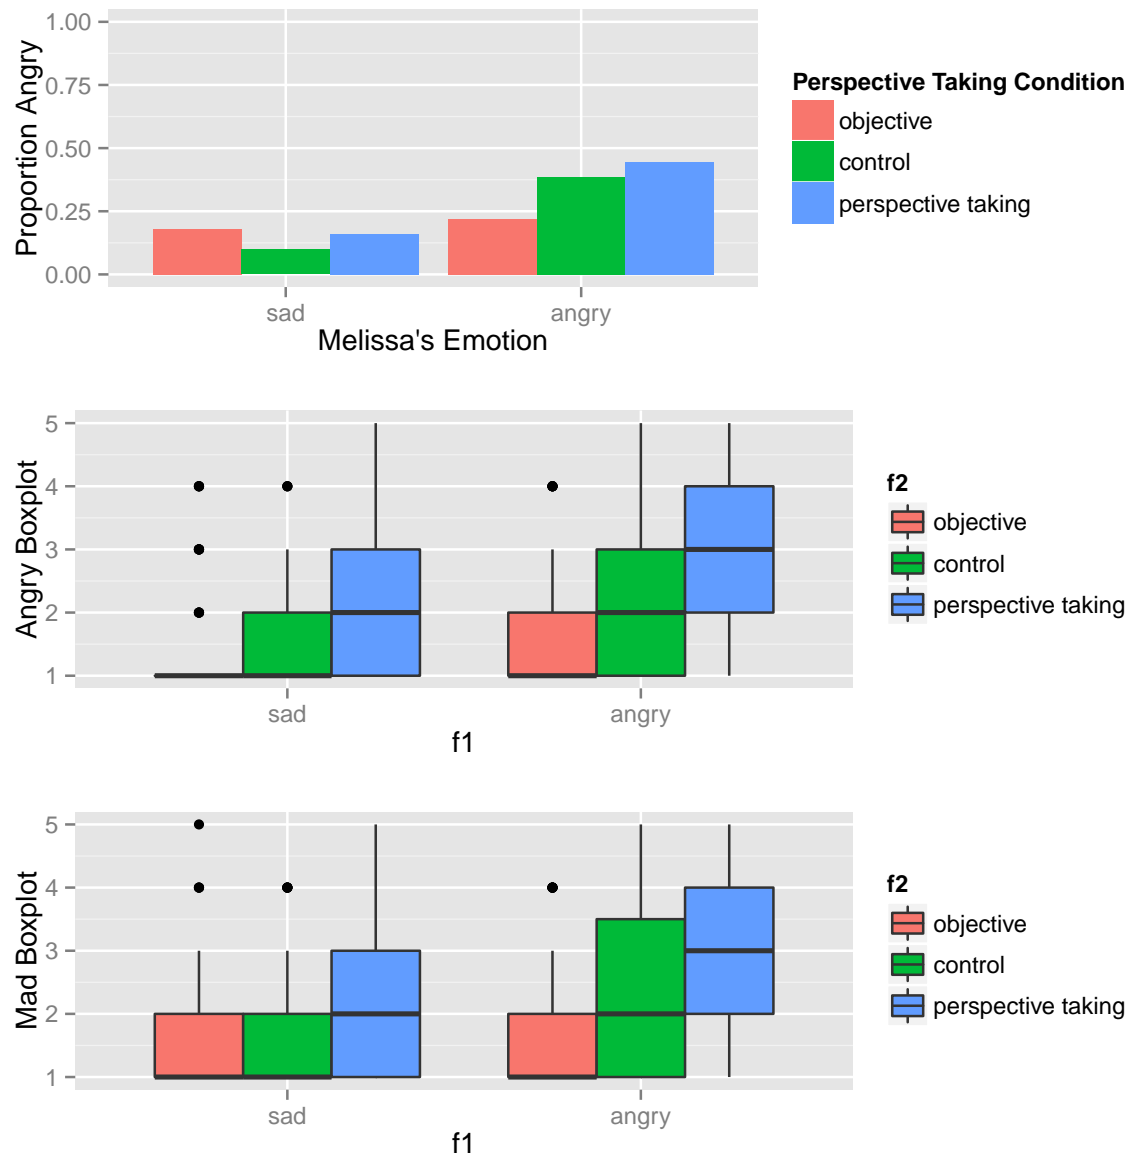 1.00
0.75
0.50
0.25
0.00
Proportion Angry
sad angry
Melissa's Emotion
Perspective Taking Condition
objective
control
perspective taking
5
4
3
2
1
Angry Boxplot
sad angry
f1
f2
objective
control
perspective taking
5
4
3
2
1
Mad Boxplot
sad angry
f1
f2
objective
control
perspective taking